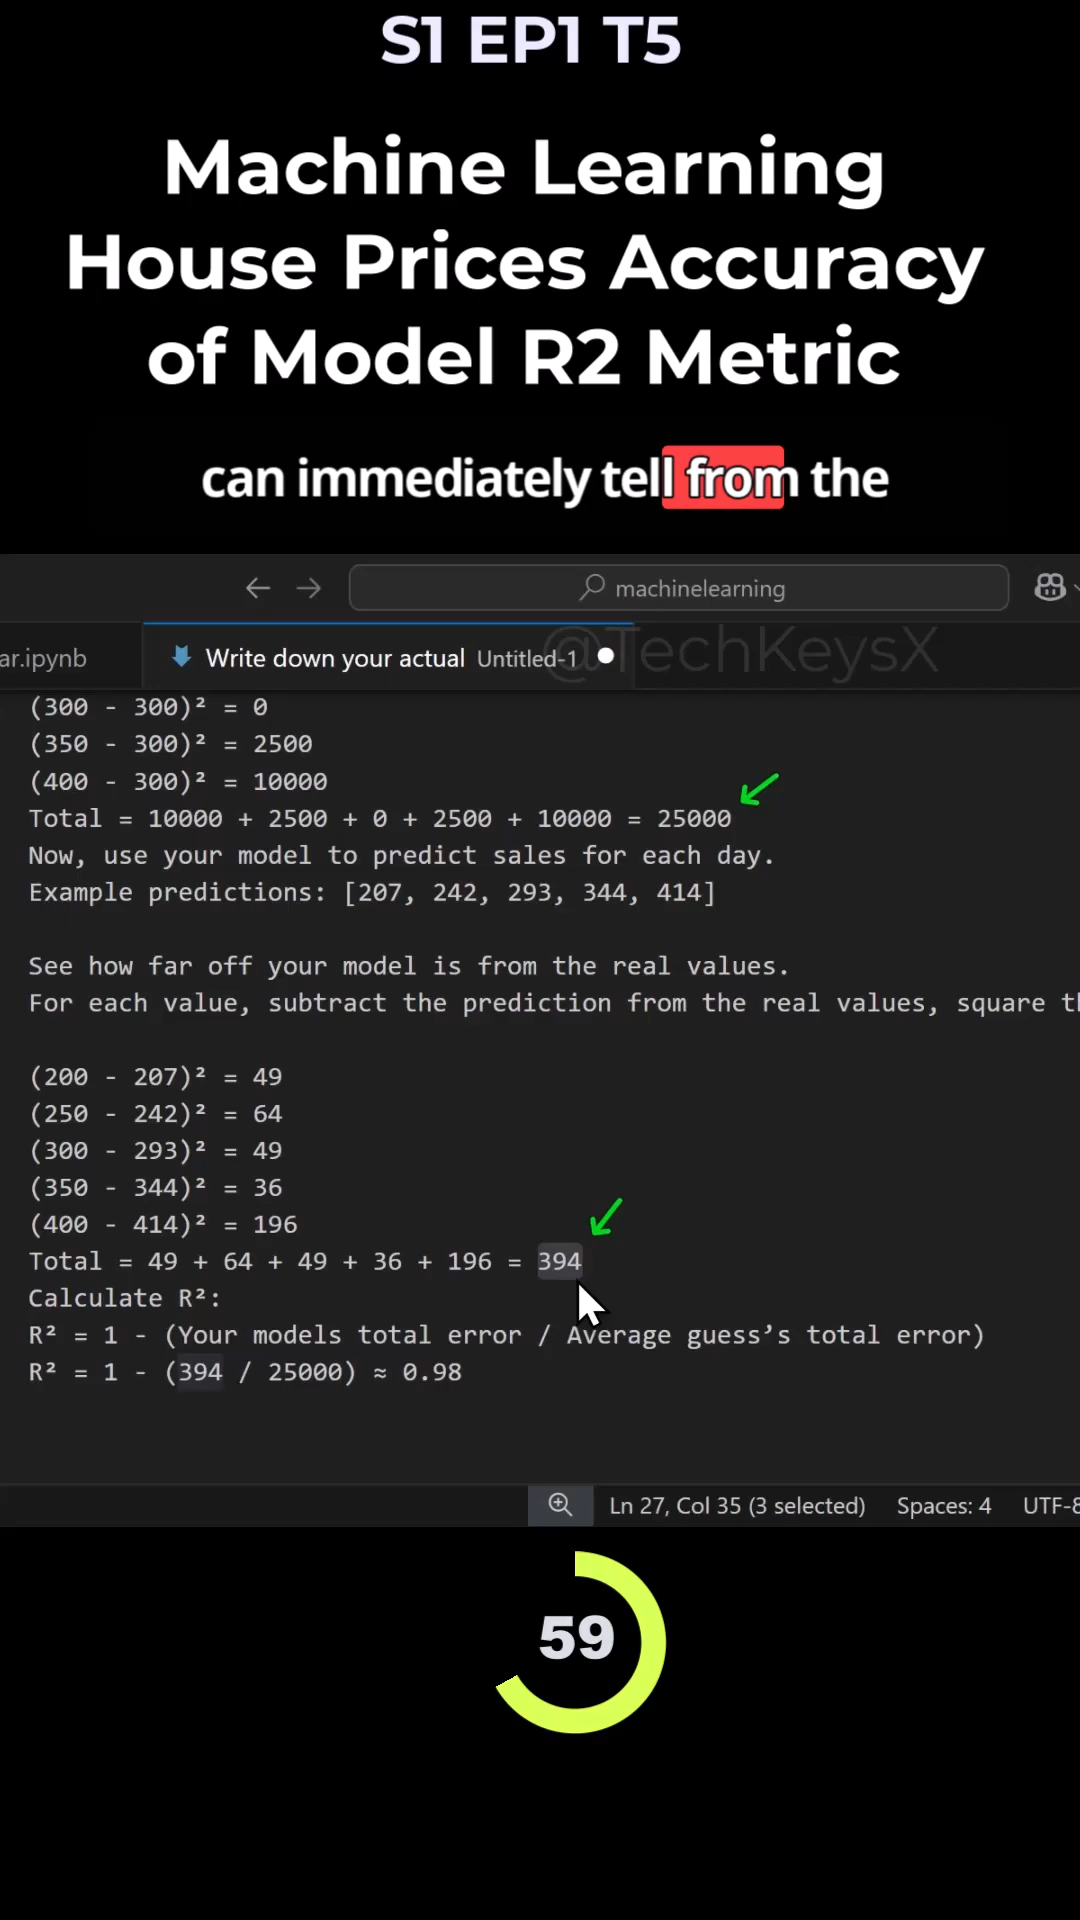 S1 EP1 T5
Machine Learning
House Prices Accuracy
of Model R2 Metric
can immediately tell from the
machinelearning
ar.ipynb
Write down your actual Untitled-1
@TechKeysX
(300 - 300)² = 0
(350 - 300)² = 2500
(400 - 300)² = 10000
Total = 10000 + 2500 + 0 + 2500 + 10000 = 25000
Now, use your model to predict sales for each day.
Example predictions: [207, 242, 293, 344, 414]
See how far off your model is from the real values.
For each value, subtract the prediction from the real values, square th
(200 - 207)² = 49
(250 - 242)² = 64
(300 - 293)² = 49
(350 - 344)² = 36
(400 - 414)² = 196
Total = 49 + 64 + 49 + 36 + 196 = 394
Calculate R²:
R² = 1 - (Your models total error / Average guess’s total error)
R² = 1 - (394 / 25000) ≈ 0.98
Ln 27, Col 35 (3 selected) Spaces: 4 UTF-8
59